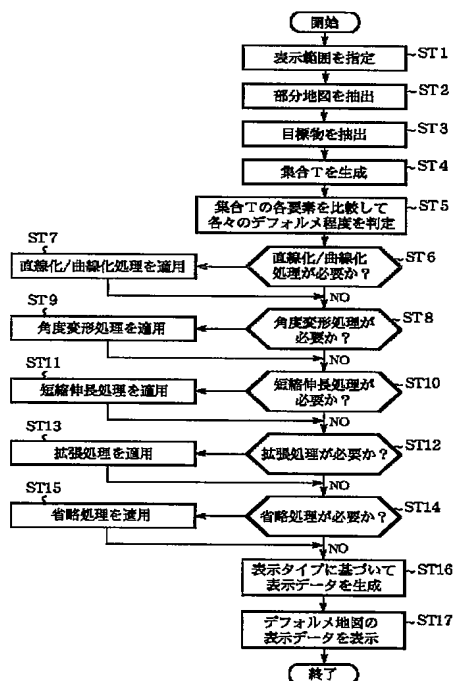 開始
表示範囲を指定
ST1
部分地図を抽出
ST2
目標物を抽出
ST3
集合Tを生成
ST4
集合Tの各要素を比較して
各々のデフォルメ程度を判定
ST5
直線化/曲線化
処理が必要か?
ST6
ST7
直線化/曲線化処理を適用
NO
角度変形処理が
必要か?
ST8
ST9
角度変形処理を適用
NO
短縮伸長処理が
必要か?
ST10
ST11
短縮伸長処理を適用
NO
拡張処理が必要か?
ST12
ST13
拡張処理を適用
NO
省略処理が必要か?
ST14
ST15
省略処理を適用
NO
表示タイプに基づいて
表示データを生成
ST16
デフォルメ地図の
表示データを表示
ST17
終了